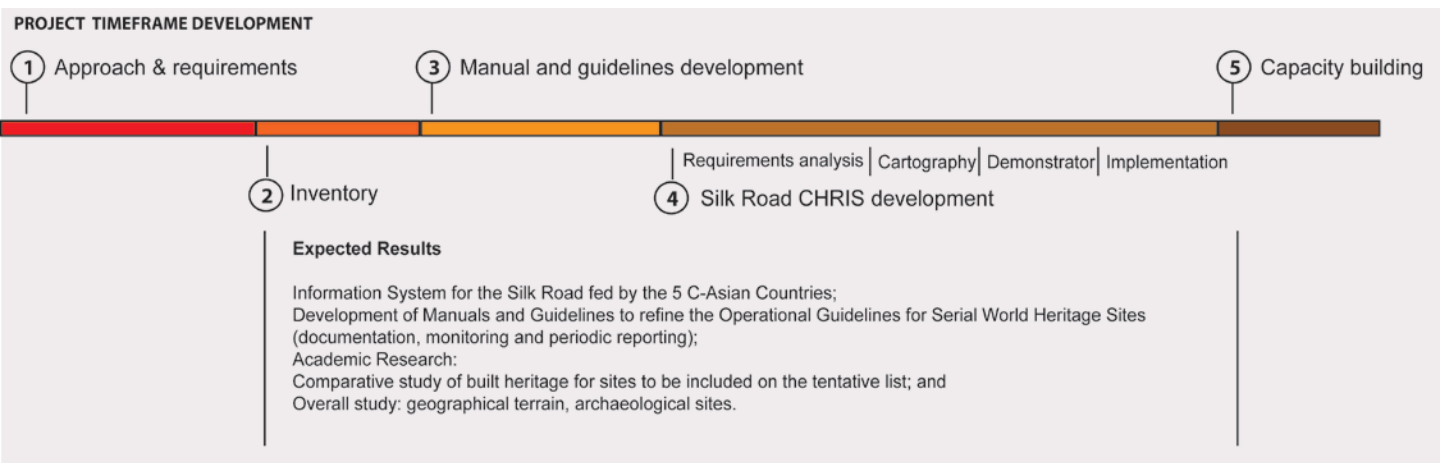 PROJECT TIMEFRAME DEVELOPMENT
1 Approach & requirements
3 Manual and guidelines development
5 Capacity building
Requirements analysis | Cartography | Demonstrator | Implementation
2 Inventory
4 Silk Road CHRIS development
Expected Results
Information System for the Silk Road fed by the 5 C-Asian Countries;
Development of Manuals and Guidelines to refine the Operational Guidelines for Serial World Heritage Sites
(documentation, monitoring and periodic reporting);
Academic Research:
Comparative study of built heritage for sites to be included on the tentative list; and
Overall study: geographical terrain, archaeological sites.